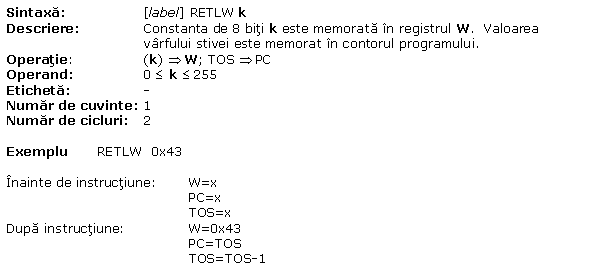 Sintaxă: [label] RETLW k
Descriere: Constanta de 8 biţi k este memorată în registrul W. Valoarea
vârfului stivei este memorat în contorul programului.
Operaţie: (k) ⇒ W; TOS ⇒ PC
Operand: 0 ≤ k ≤ 255
Etichetă: -
Număr de cuvinte: 1
Număr de cicluri: 2
Exemplu RETLW 0x43
Înainte de instrucţiune: W=x
PC=x
TOS=x
După instrucţiune: W=0x43
PC=TOS
TOS=TOS-1